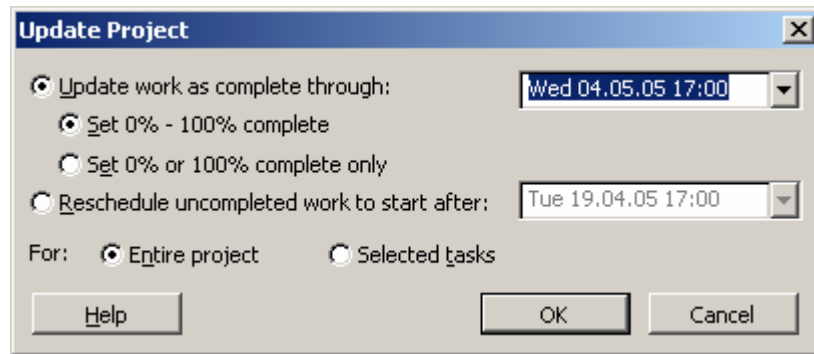 Update Project
Update work as complete through: Wed 04.05.05 17:00
Set 0% - 100% complete
Set 0% or 100% complete only
Reschedule uncompleted work to start after: Tue 19.04.05 17:00
For: Entire project Selected tasks
Help OK Cancel